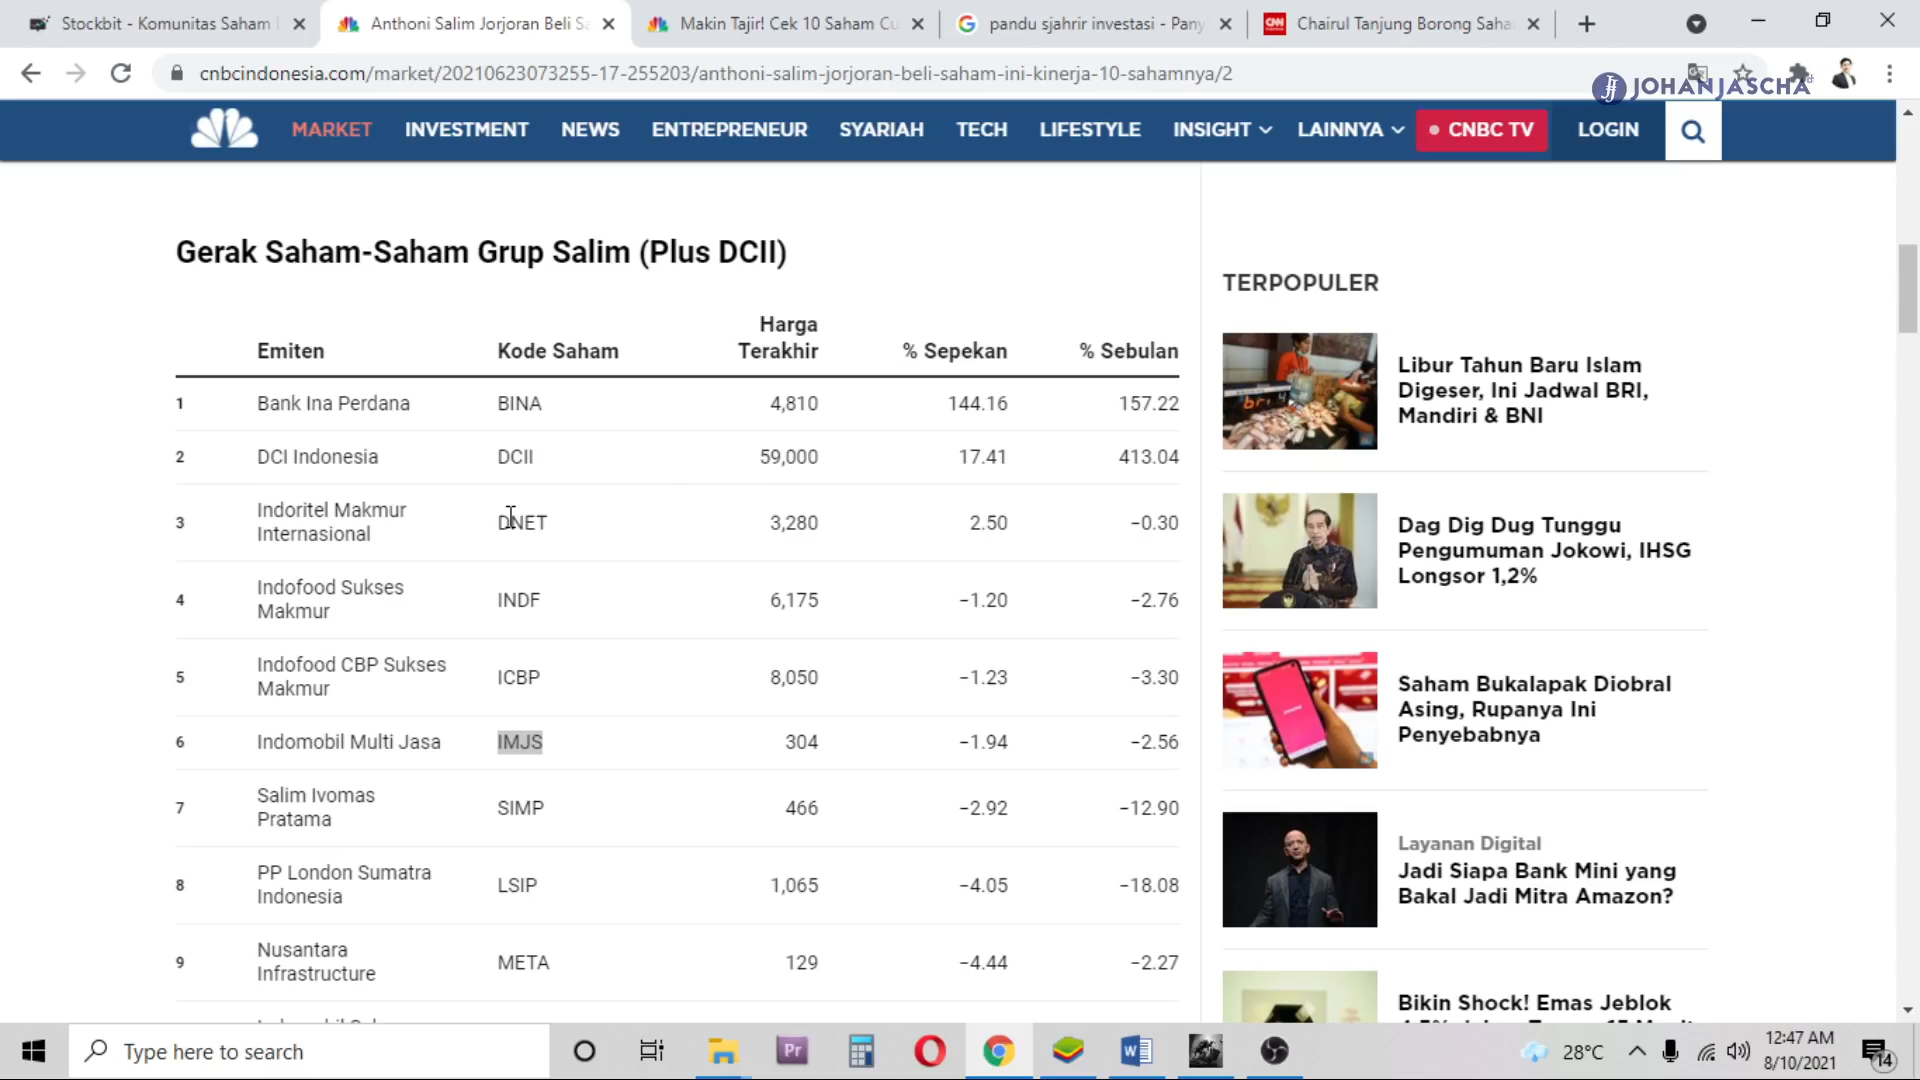 Stockbit - Komunitas Saham
Anthoni Salim Jorjoran Beli Sa
Makin Tajir! Cek 10 Saham Cu
pandu sjahrir investasi - Pany
Chairul Tanjung Borong Saha
cnbcindonesia.com/market/20210623073255-17-255203/anthoni-salim-jorjoran-beli-saham-ini-kinerja-10-sahamnya/2
JOHANJASCHA
MARKET INVESTMENT NEWS ENTREPRENEUR SYARIAH TECH LIFESTYLE INSIGHT LAINNYA CNBC TV LOGIN
Gerak Saham-Saham Grup Salim (Plus DCII)
Emiten Kode Saham Harga Terakhir % Sepekan % Sebulan
1 Bank Ina Perdana BINA 4,810 144.16 157.22
2 DCI Indonesia DCII 59,000 17.41 413.04
3 Indoritel Makmur Internasional DNET 3,280 2.50 −0.30
4 Indofood Sukses Makmur INDF 6,175 −1.20 −2.76
5 Indofood CBP Sukses Makmur ICBP 8,050 −1.23 −3.30
6 Indomobil Multi Jasa IMJS 304 −1.94 −2.56
7 Salim Ivomas Pratama SIMP 466 −2.92 −12.90
8 PP London Sumatra Indonesia LSIP 1,065 −4.05 −18.08
9 Nusantara Infrastructure META 129 −4.44 −2.27
TERPOPULER
Libur Tahun Baru Islam
Digeser, Ini Jadwal BRI,
Mandiri & BNI
Dag Dig Dug Tunggu
Pengumuman Jokowi, IHSG
Longsor 1,2%
Saham Bukalapak Diobral
Asing, Rupanya Ini
Penyebabnya
Layanan Digital
Jadi Siapa Bank Mini yang
Bakal Jadi Mitra Amazon?
Bikin Shock! Emas Jeblok
Type here to search
Pr
28°C
12:47 AM
8/10/2021
14